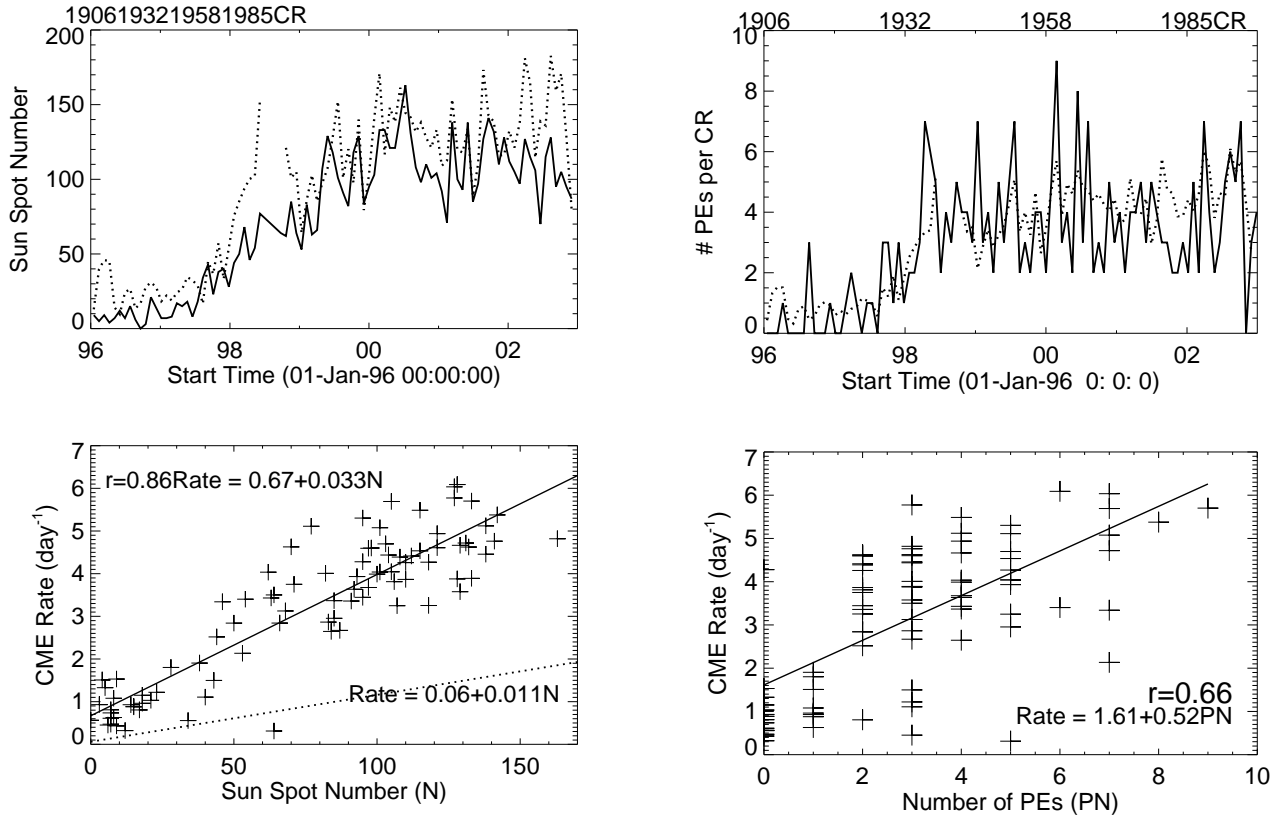 1906193219581985CR
200
150
100
50
0
Sun Spot Number
96 98 00 02
Start Time (01-Jan-96 00:00:00)
1906 1932 1958 1985CR
10
8
6
4
2
0
# PEs per CR
96 98 00 02
Start Time (01-Jan-96 0: 0: 0)
7
6
5
4
3
2
1
0
CME Rate (day-1)
r=0.86Rate = 0.67+0.033N
Rate = 0.06+0.011N
0 50 100 150
Sun Spot Number (N)
7
6
5
4
3
2
1
0
CME Rate (day-1)
r=0.66
Rate = 1.61+0.52PN
0 2 4 6 8 10
Number of PEs (PN)